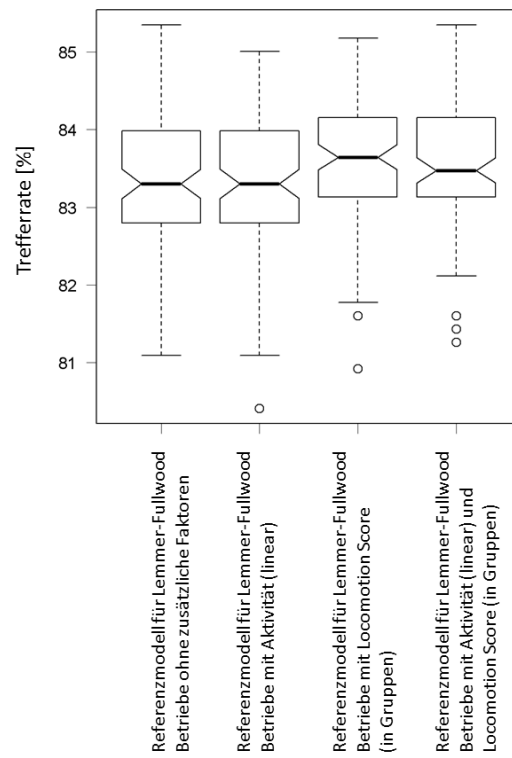 Trefferrate [%]
85
84
83
82
81
Referenzmodell für Lemmer-Fullwood
Betriebe ohne zusätzliche Faktoren
Referenzmodell für Lemmer-Fullwood
Betriebe mit Aktivität (linear)
Referenzmodell für Lemmer-Fullwood
Betriebe mit Locomotion Score
(in Gruppen)
Referenzmodell für Lemmer-Fullwood
Betriebe mit Aktivität (linear) und
Locomotion Score (in Gruppen)